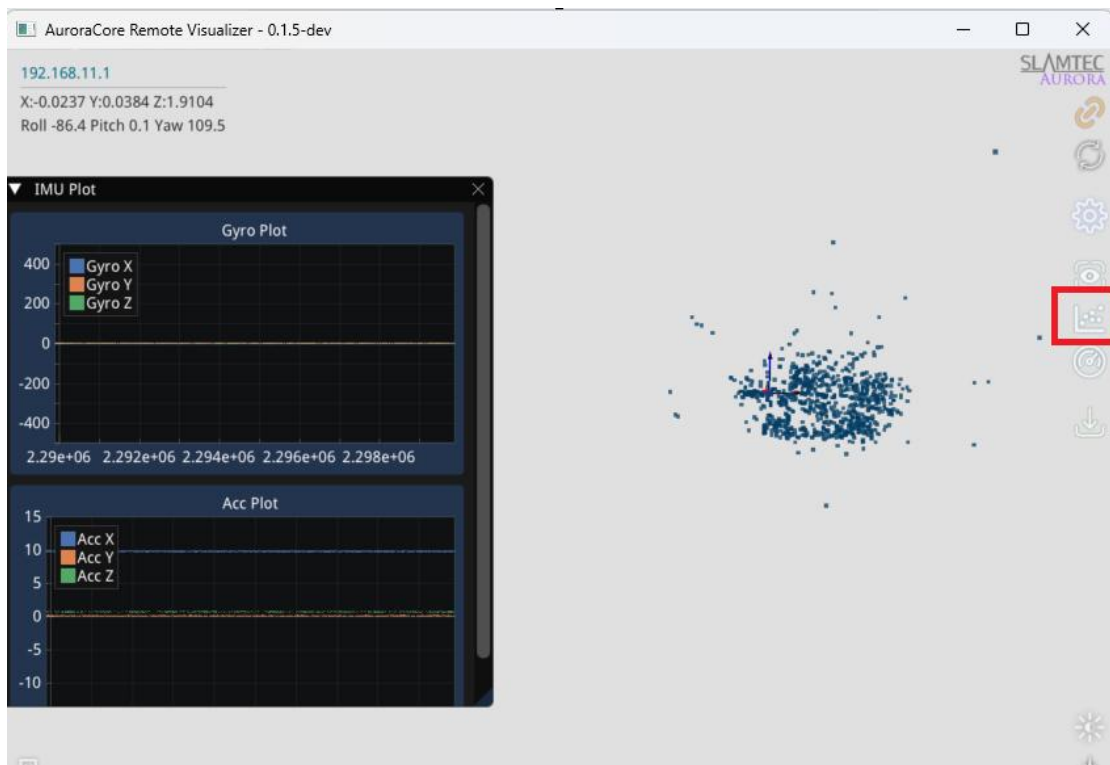 AuroraCore Remote Visualizer - 0.1.5-dev
SLAMTEC
AURORA
192.168.11.1
X:-0.0237 Y:0.0384 Z:1.9104
Roll -86.4 Pitch 0.1 Yaw 109.5
IMU Plot
Gyro Plot
400
Gyro X
Gyro Y
200
Gyro Z
0
-200
-400
2.29e+06 2.292e+06 2.294e+06 2.296e+06 2.298e+06
Acc Plot
15
Acc X
10
Acc Y
5
Acc Z
0
-5
-10